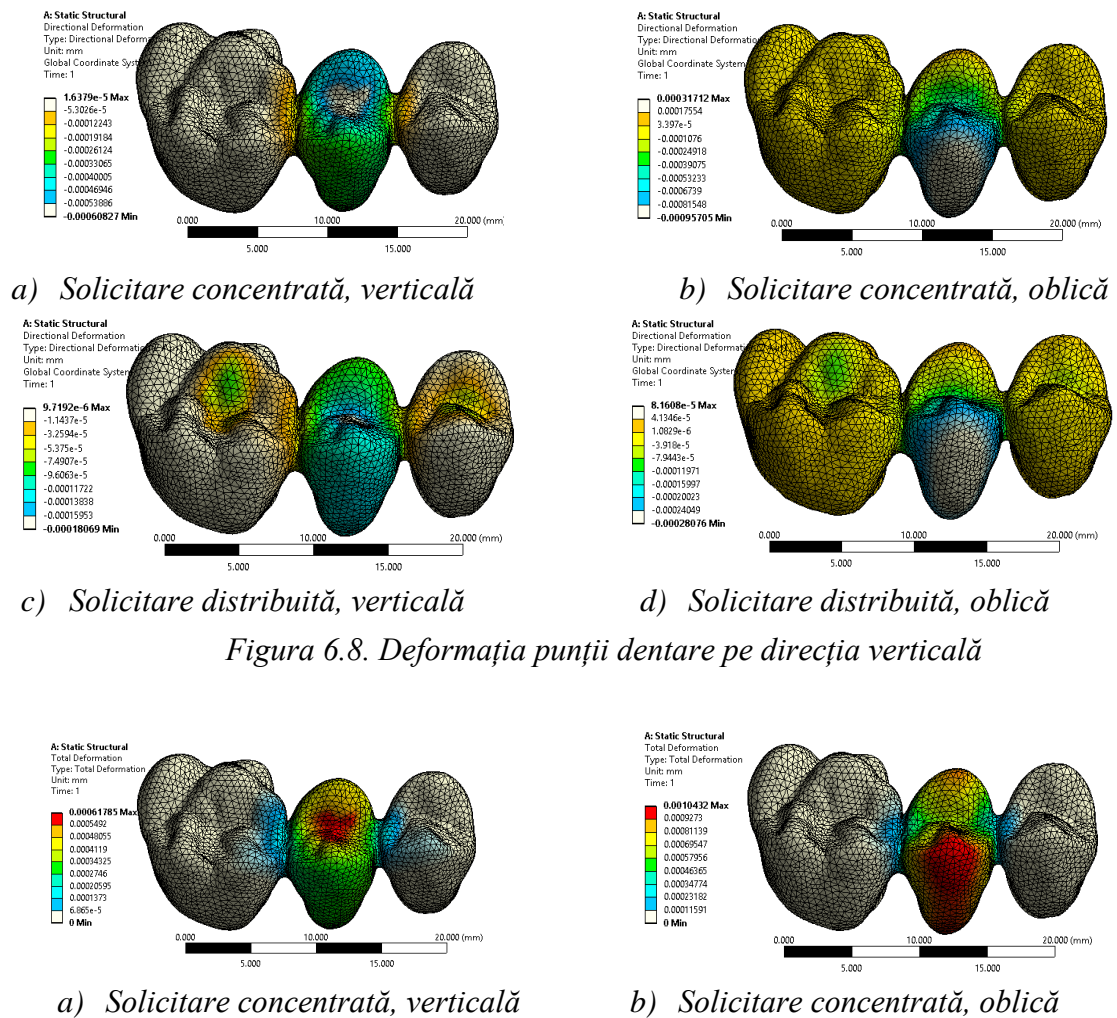 A: Static Structural
Directional Deformation
Type: Directional Deformatio
Unit: mm
Global Coordinate System
Time: 1
1.6379e-5 Max
-5.3026e-5
-0.00012243
-0.00019184
-0.00026124
-0.00033065
-0.00040005
-0.00046946
-0.00053886
-0.00060827 Min
0.000
10.000
20.000 (mm)
5.000
15.000
a) Solicitare concentrată, verticală
A: Static Structural
Directional Deformation
Type: Directional Deformatio
Unit: mm
Global Coordinate System
Time: 1
0.00031712 Max
0.00017554
3.397e-5
-0.0001076
-0.00024918
-0.00039075
-0.00053233
-0.0006739
-0.00081548
-0.00095705 Min
0.000
10.000
20.000 (mm)
5.000
15.000
b) Solicitare concentrată, oblică
A: Static Structural
Directional Deformation
Type: Directional Deformatio
Unit: mm
Global Coordinate System
Time: 1
9.7192e-6 Max
-1.1437e-5
-3.2594e-5
-5.375e-5
-7.4907e-5
-9.6063e-5
-0.00011722
-0.00013838
-0.00015953
-0.00018069 Min
0.000
10.000
20.000 (mm)
5.000
15.000
c) Solicitare distribuită, verticală
A: Static Structural
Directional Deformation
Type: Directional Deformatio
Unit: mm
Global Coordinate System
Time: 1
8.1608e-5 Max
4.1346e-5
1.0829e-6
-3.918e-5
-7.9443e-5
-0.00011971
-0.00015997
-0.00020023
-0.00024049
-0.00028076 Min
0.000
10.000
20.000 (mm)
5.000
15.000
d) Solicitare distribuită, oblică
Figura 6.8. Deformația punții dentare pe direcția verticală
A: Static Structural
Total Deformation
Type: Total Deformation
Unit: mm
Time: 1
0.00061785 Max
0.0005492
0.00048055
0.0004119
0.00034325
0.0002746
0.00020595
0.0001373
6.865e-5
0 Min
0.000
10.000
20.000 (mm)
5.000
15.000
a) Solicitare concentrată, verticală
A: Static Structural
Total Deformation
Type: Total Deformation
Unit: mm
Time: 1
0.0010432 Max
0.0009273
0.00081139
0.00069547
0.00057956
0.00046365
0.00034774
0.00023182
0.00011591
0 Min
0.000
10.000
20.000 (mm)
5.000
15.000
b) Solicitare concentrată, oblică